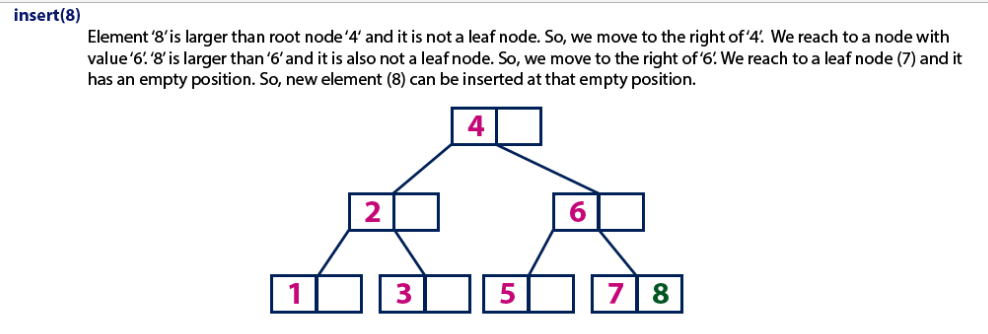 insert(8)
Element ‘8’ is larger than root node ‘4‘ and it is not a leaf node. So, we move to the right of ‘4’. We reach to a node with
value ‘6’. ‘8’ is larger than ‘6’ and it is also not a leaf node. So, we move to the right of ‘6’. We reach to a leaf node (7) and it
has an empty position. So, new element (8) can be inserted at that empty position.
4
2 6
1 3 5 7 8